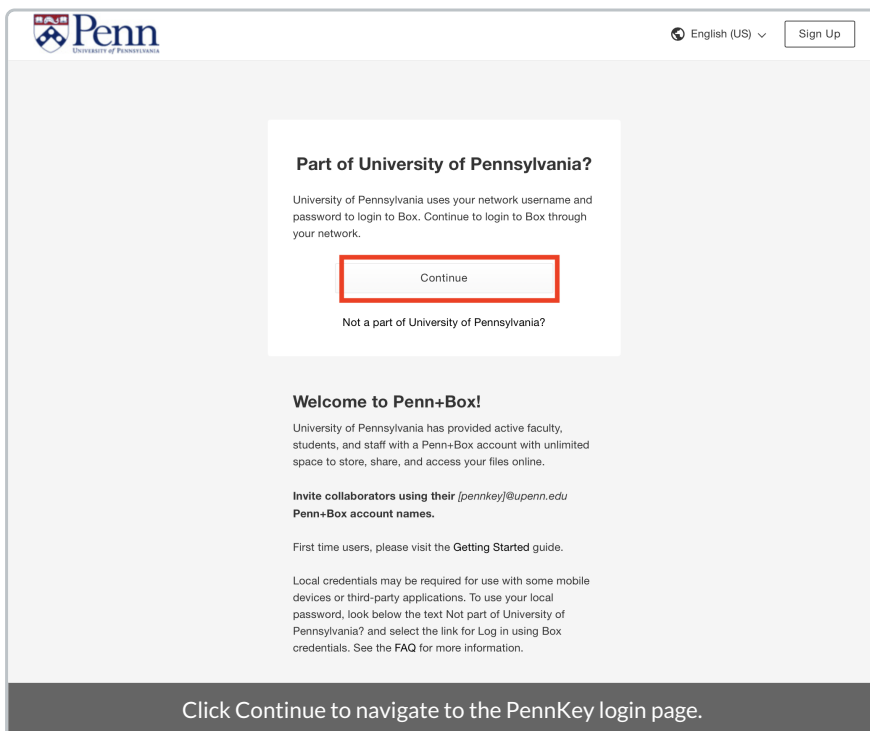 Penn
UNIVERSITY of PENNSYLVANIA
English (US)
Sign Up
Part of University of Pennsylvania?
University of Pennsylvania uses your network username and
password to login to Box. Continue to login to Box through
your network.
Continue
Not a part of University of Pennsylvania?
Welcome to Penn+Box!
University of Pennsylvania has provided active faculty,
students, and staff with a Penn+Box account with unlimited
space to store, share, and access your files online.
Invite collaborators using their [pennkey]@upenn.edu
Penn+Box account names.
First time users, please visit the Getting Started guide.
Local credentials may be required for use with some mobile
devices or third-party applications. To use your local
password, look below the text Not part of University of
Pennsylvania? and select the link for Log in using Box
credentials. See the FAQ for more information.
Click Continue to navigate to the PennKey login page.